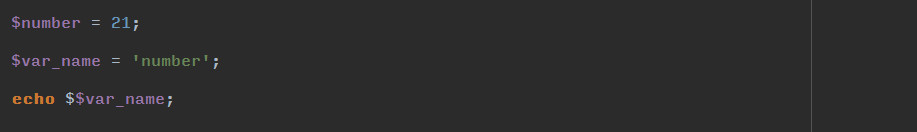 $number = 21;
$var_name = 'number';
echo $$var_name;